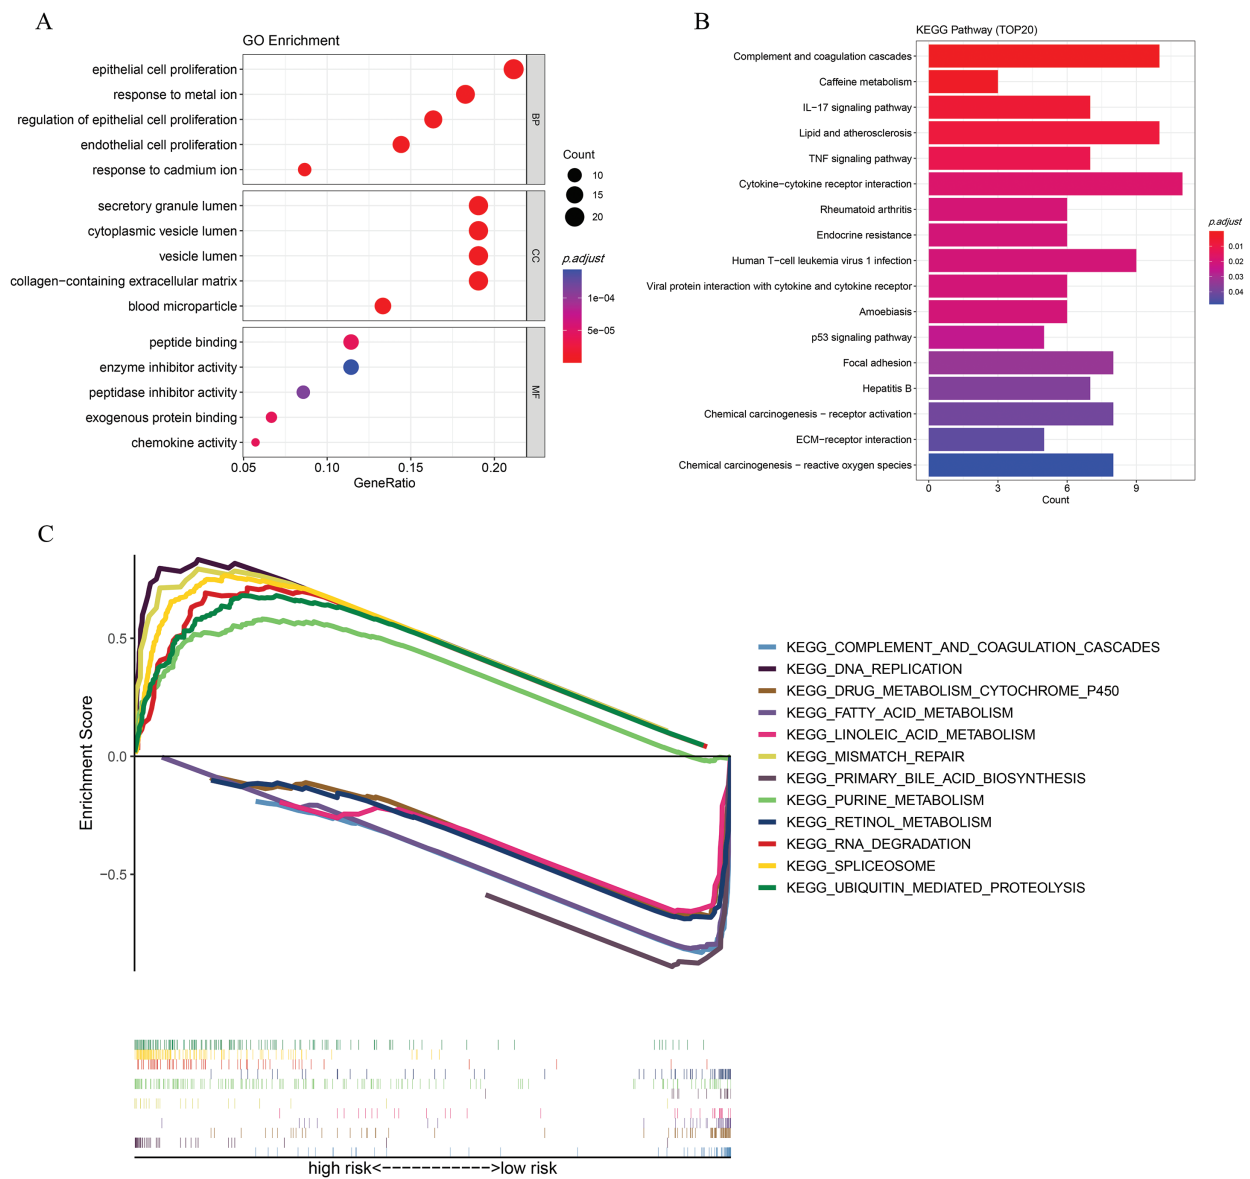 A
GO Enrichment
epithelial cell proliferation
response to metal ion
regulation of epithelial cell proliferation
endothelial cell proliferation
response to cadmium ion
BP
secretory granule lumen
cytoplasmic vesicle lumen
vesicle lumen
collagen−containing extracellular matrix
blood microparticle
CC
peptide binding
enzyme inhibitor activity
peptidase inhibitor activity
exogenous protein binding
chemokine activity
MF
0.05 0.10 0.15 0.20
GeneRatio
Count
10
15
20
p.adjust
1e−04
5e−05
B
KEGG Pathway (TOP20)
Complement and coagulation cascades
Caffeine metabolism
IL−17 signaling pathway
Lipid and atherosclerosis
TNF signaling pathway
Cytokine−cytokine receptor interaction
Rheumatoid arthritis
Endocrine resistance
Human T−cell leukemia virus 1 infection
Viral protein interaction with cytokine and cytokine receptor
Amoebiasis
p53 signaling pathway
Focal adhesion
Hepatitis B
Chemical carcinogenesis − receptor activation
ECM−receptor interaction
Chemical carcinogenesis − reactive oxygen species
0 3 6 9
Count
p.adjust
0.01
0.02
0.03
0.04
C
Enrichment Score
0.5
0.0
−0.5
KEGG_COMPLEMENT_AND_COAGULATION_CASCADES
KEGG_DNA_REPLICATION
KEGG_DRUG_METABOLISM_CYTOCHROME_P450
KEGG_FATTY_ACID_METABOLISM
KEGG_LINOLEIC_ACID_METABOLISM
KEGG_MISMATCH_REPAIR
KEGG_PRIMARY_BILE_ACID_BIOSYNTHESIS
KEGG_PURINE_METABOLISM
KEGG_RETINOL_METABOLISM
KEGG_RNA_DEGRADATION
KEGG_SPLICEOSOME
KEGG_UBIQUITIN_MEDIATED_PROTEOLYSIS
high risk<−−−−−−−−−−−−−>low risk